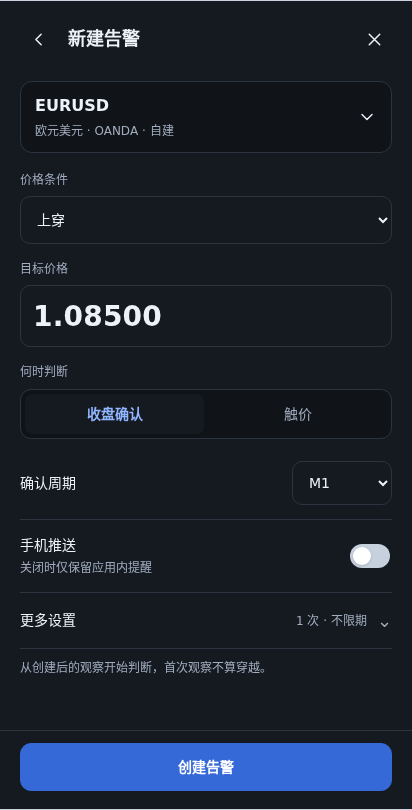 新建告警
EURUSD
欧元美元 · OANDA · 自建
价格条件
上穿
目标价格
1.08500
何时判断
收盘确认
触价
确认周期
M1
手机推送
关闭时仅保留应用内提醒
更多设置
1 次 · 不限期
从创建后的观察开始判断，首次观察不算穿越。
创建告警